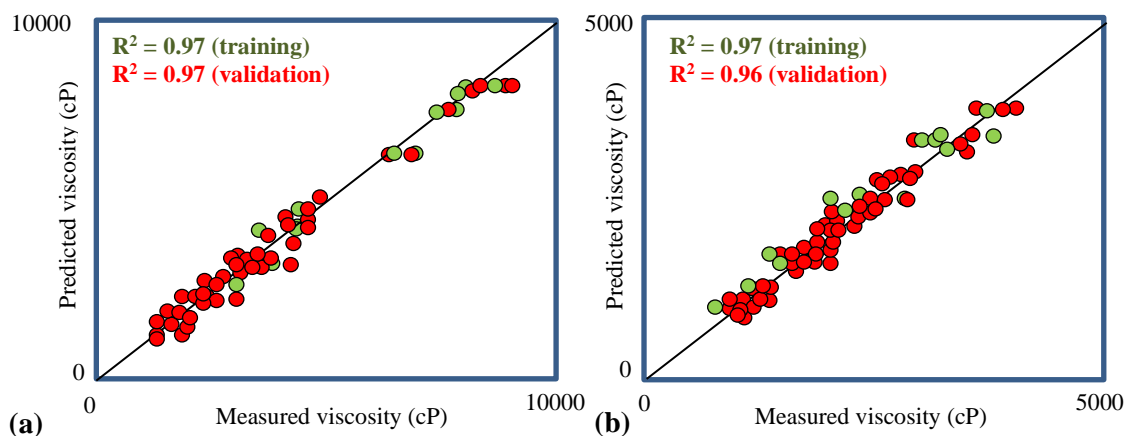 10000
R² = 0.97 (training)
R² = 0.97 (validation)
Predicted viscosity (cP)
0
0
Measured viscosity (cP)
10000
(a)
5000
R² = 0.97 (training)
R² = 0.96 (validation)
Predicted viscosity (cP)
0
0
Measured viscosity (cP)
5000
(b)